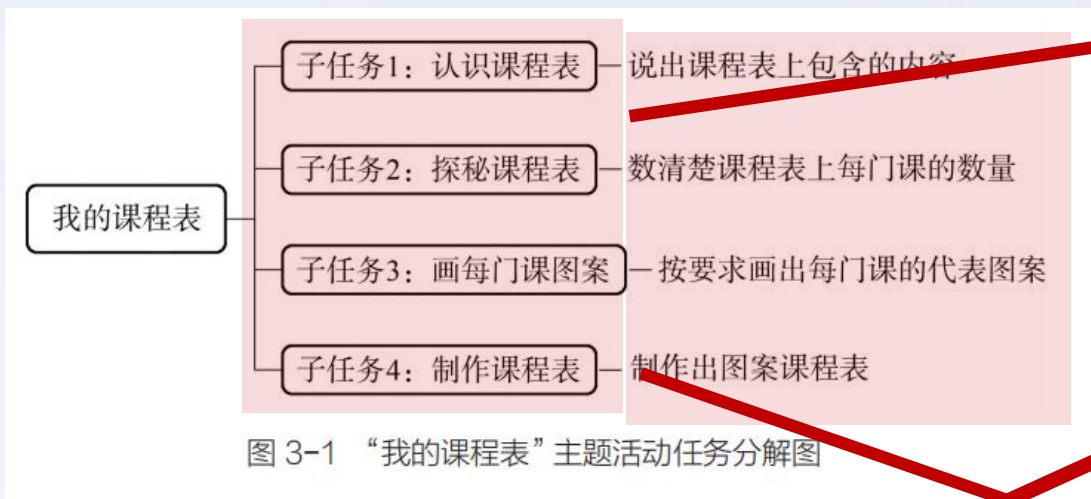 子任务1：认识课程表
说出课程表上包含的内容
子任务2：探秘课程表
数清楚课程表上每门课的数量
我的课程表
子任务3：画每门课图案
按要求画出每门课的代表图案
子任务4：制作课程表
制作出图案课程表
图 3-1 “我的课程表”主题活动任务分解图